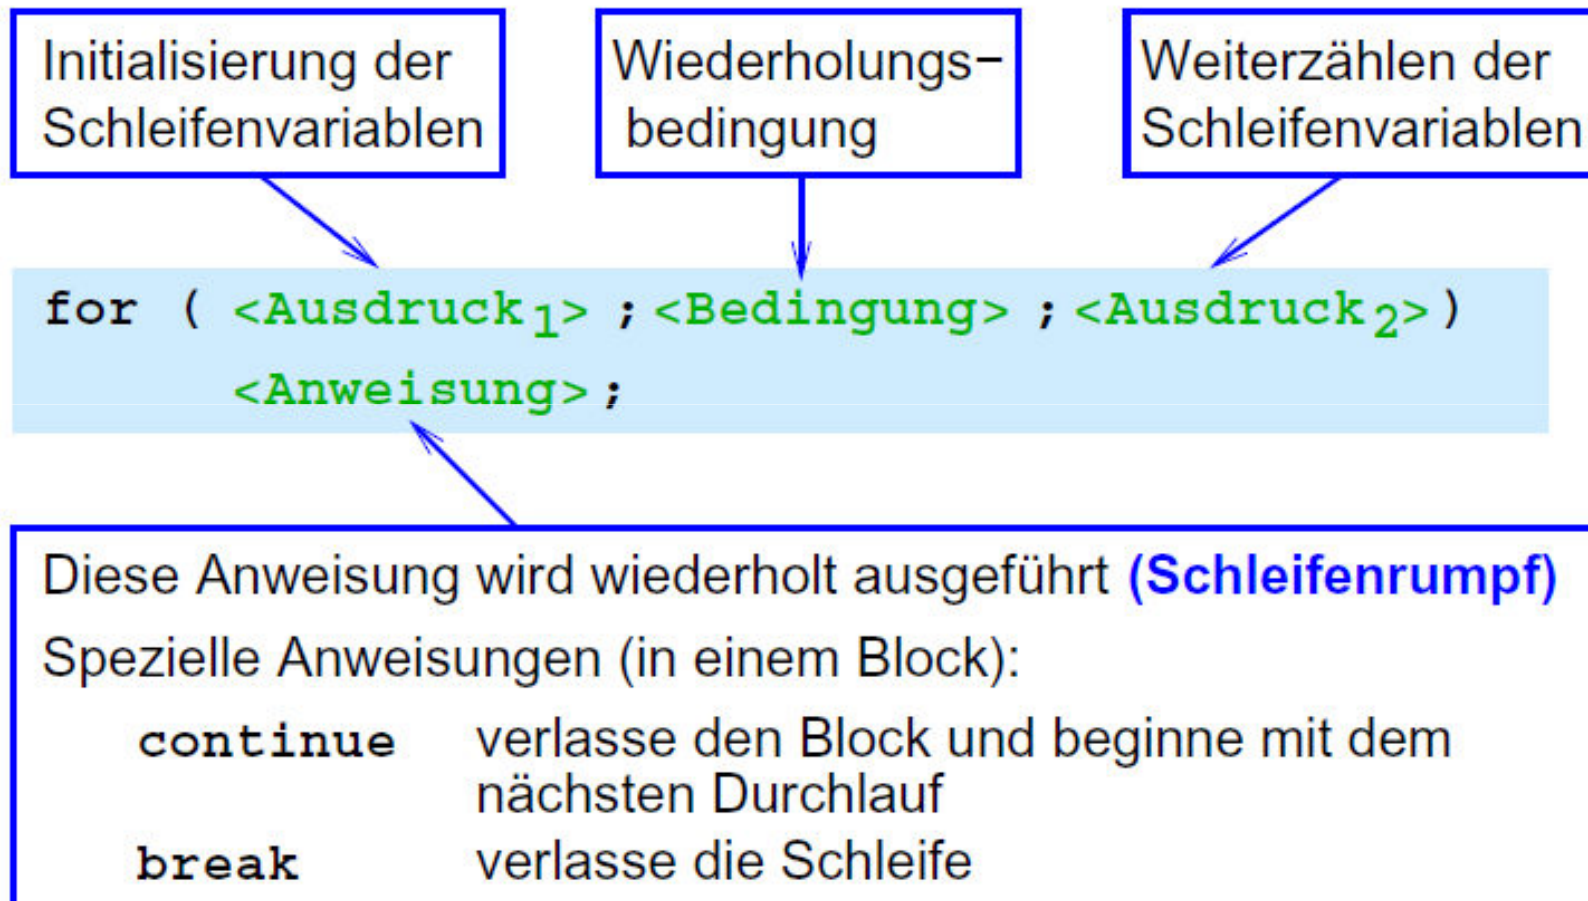 Initialisierung der
Schleifenvariablen
Wiederholungs-
bedingung
Weiterzählen der
Schleifenvariablen
for ( <Ausdruck1> ; <Bedingung> ; <Ausdruck2> )
<Anweisung> ;
Diese Anweisung wird wiederholt ausgeführt (Schleifenrumpf)
Spezielle Anweisungen (in einem Block):
continue verlasse den Block und beginne mit dem
nächsten Durchlauf
break verlasse die Schleife